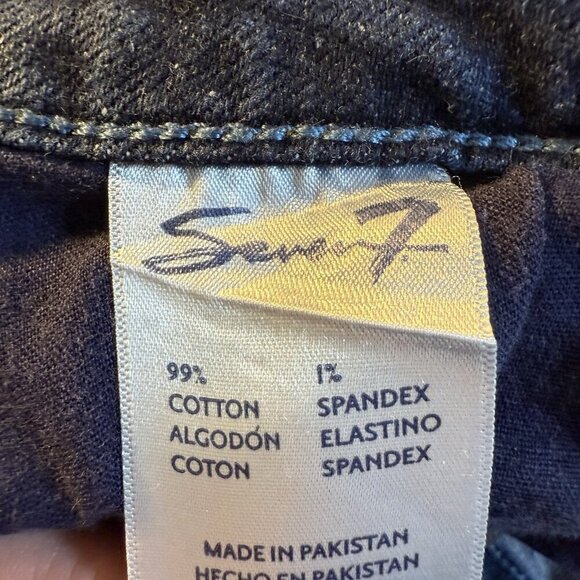 Seven7
99% 1%
COTTON SPANDEX
ALGODÓN ELASTINO
COTON SPANDEX
MADE IN PAKISTAN
HECHO EN PAKISTAN